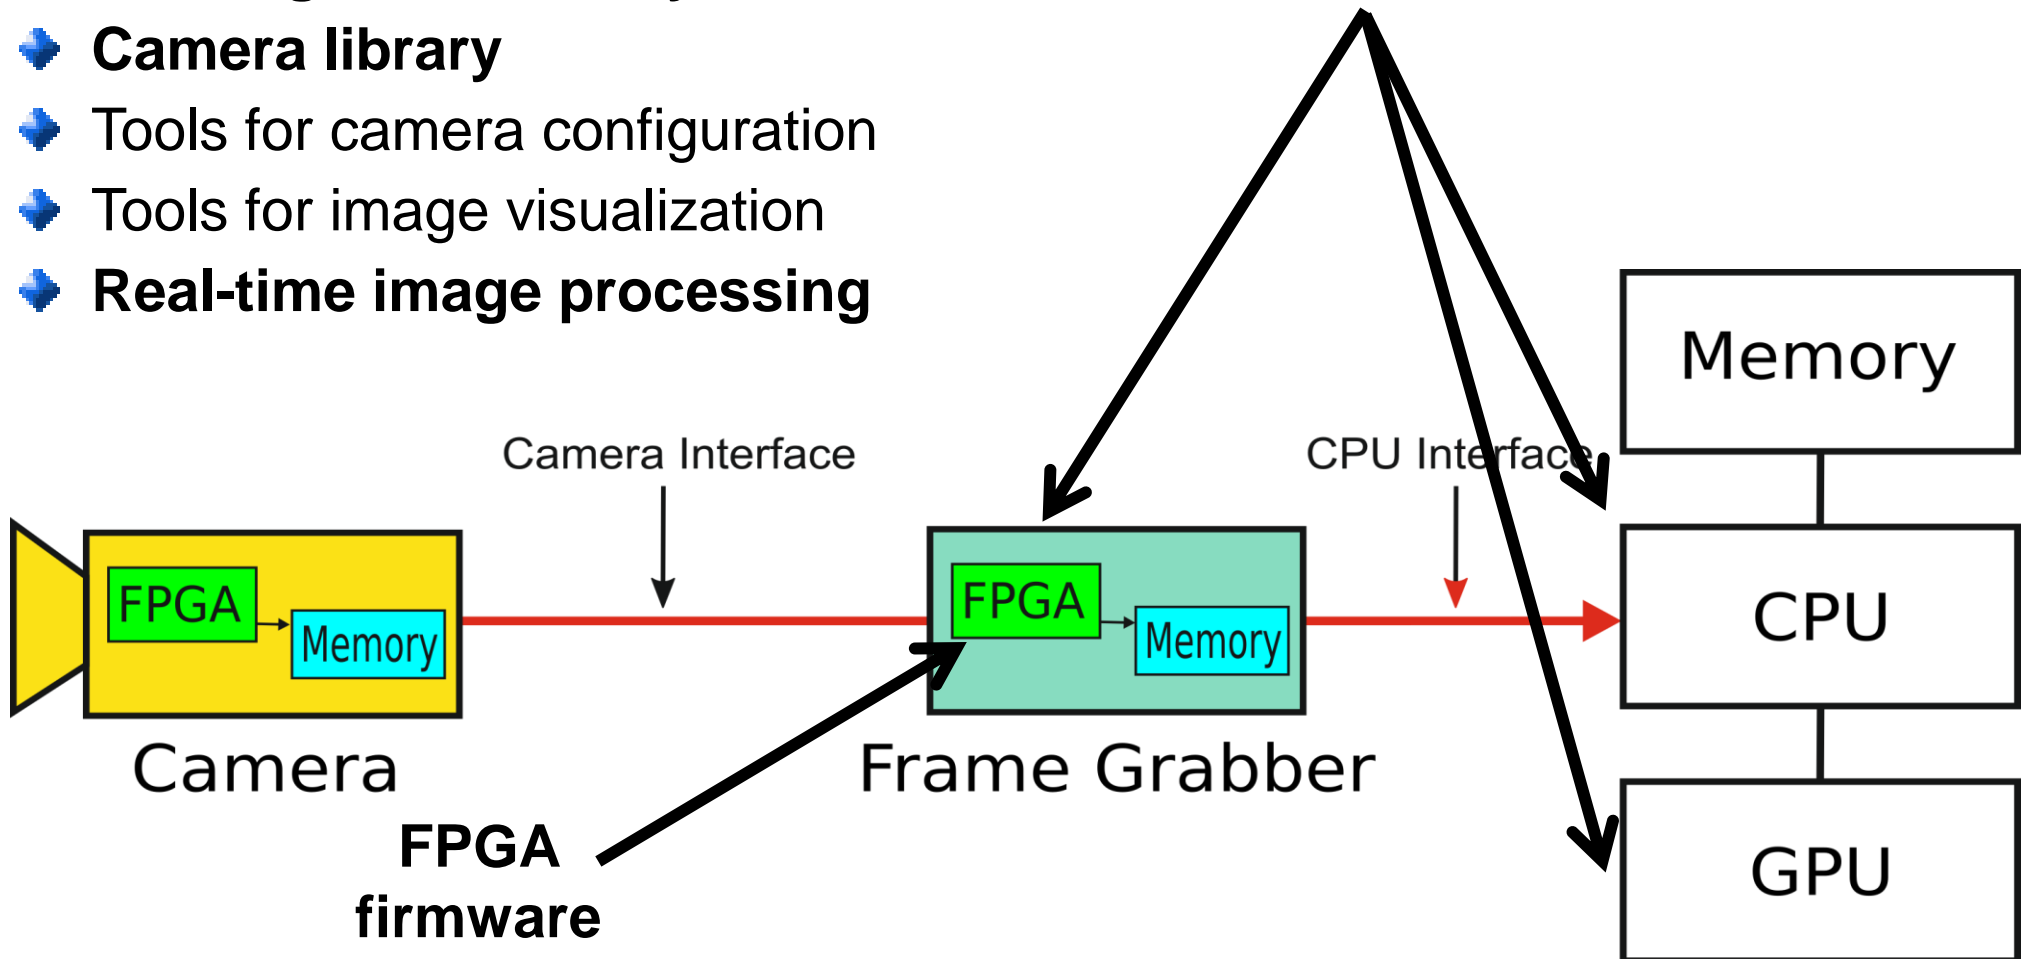 Camera library
Tools for camera configuration
Tools for image visualization
Real-time image processing
Memory
Camera Interface
CPU Interface
FPGA
Memory
FPGA
Memory
CPU
Camera
Frame Grabber
FPGA
firmware
GPU